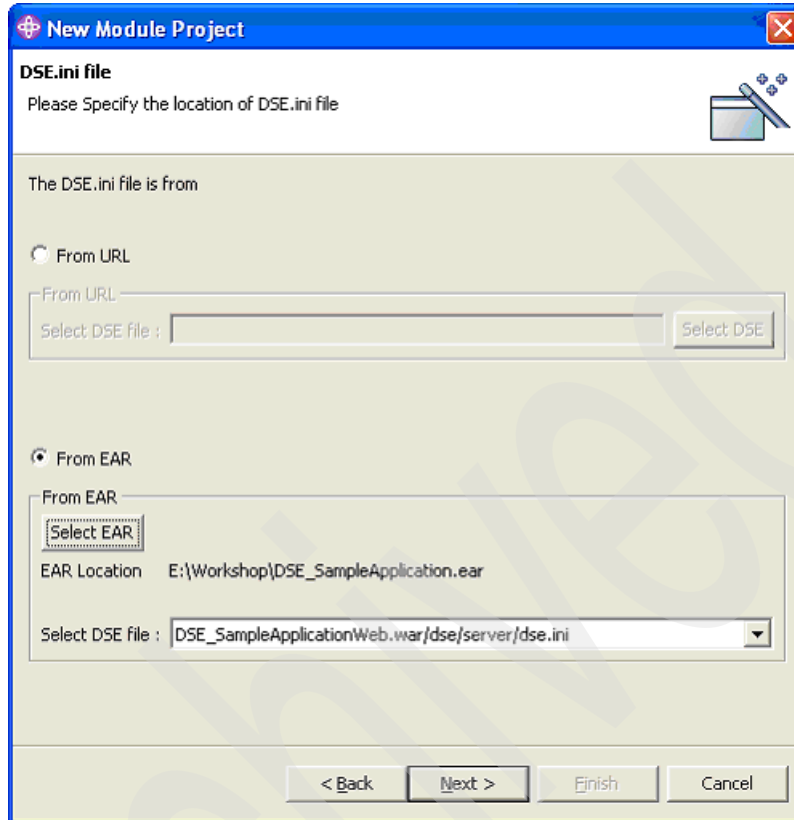 New Module Project
DSE.ini file
Please Specify the location of DSE.ini file
The DSE.ini file is from
From URL
From URL
Select DSE file :
Select DSE
From EAR
From EAR
Select EAR
EAR Location E:\Workshop\DSE_SampleApplication.ear
Select DSE file : DSE_SampleApplicationWeb.war/dse/server/dse.ini
< Back
Next >
Finish
Cancel